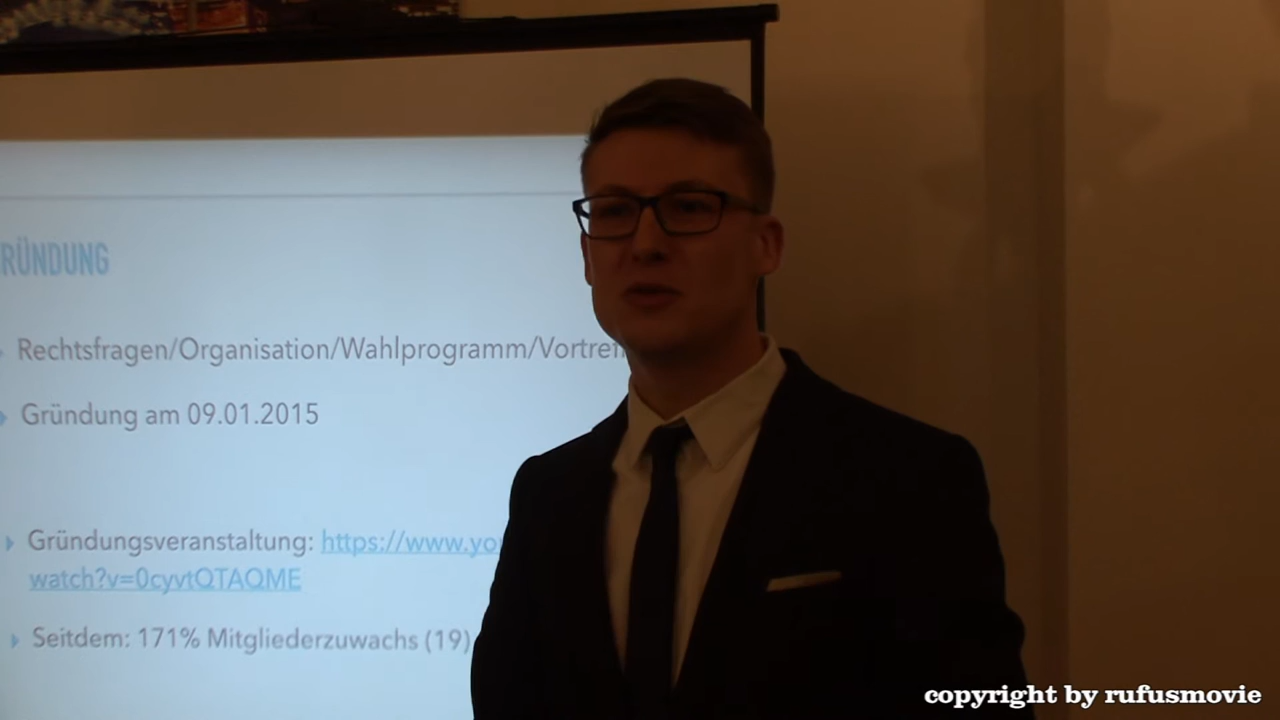 RÜNDUNG
Rechtsfragen/Organisation/Wahlprogramm/Vortref
Gründung am 09.01.2015
Gründungsveranstaltung: https://www.yo
watch?v=0cyvtQTAQME
Seitdem: 171% Mitgliederzuwachs (19)
copyright by rufusmovie